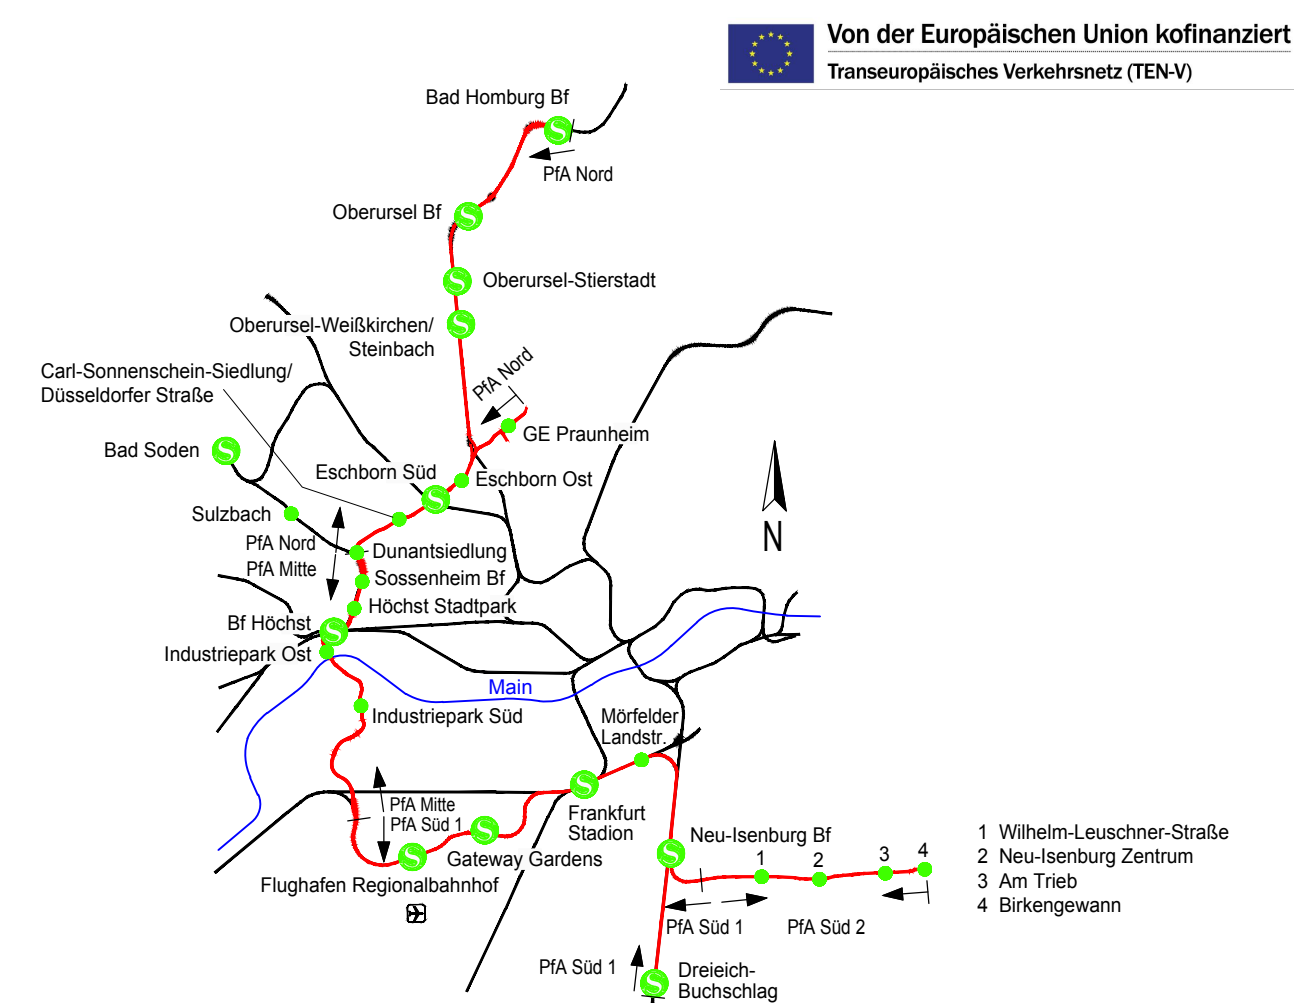 Von der Europäischen Union kofinanziert
Transeuropäisches Verkehrsnetz (TEN-V)
Bad Homburg Bf
PfA Nord
Oberursel Bf
Oberursel-Stierstadt
Oberursel-Weißkirchen/
Steinbach
PfA Nord
Carl-Sonnenschein-Siedlung/
Düsseldorfer Straße
GE Praunheim
Bad Soden
Eschborn Süd
Eschborn Ost
Sulzbach
PfA Nord
PfA Mitte
Dunantsiedlung
Sossenheim Bf
Höchst Stadtpark
N
Bf Höchst
Industriepark Ost
Main
Industriepark Süd
Mörfelder
Landstr.
PfA Mitte
PfA Süd 1
Frankfurt
Stadion
Gateway Gardens
Flughafen Regionalbahnhof
Neu-Isenburg Bf
1
2
3
4
PfA Süd 1
PfA Süd 2
PfA Süd 1
Dreieich-
Buchschlag
1 Wilhelm-Leuschner-Straße
2 Neu-Isenburg Zentrum
3 Am Trieb
4 Birkengewann